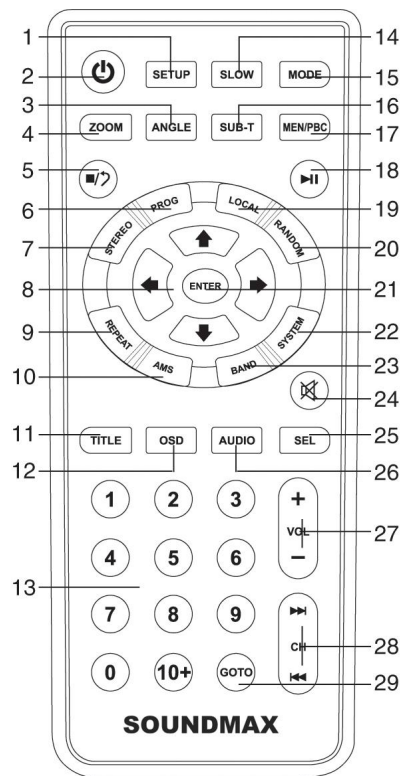 1 14
SETUP SLOW MODE
2 15
3 16
ZOOM ANGLE SUB-T MEN/PBC
4 17
5 18
6 PROG LOCAL 19
7 STEREO RANDOM 20
8 ENTER 21
9 REPEAT SYSTEM 22
10 AMS BAND 23
24
11 TITLE OSD AUDIO SEL 25
12 26
1 2 3 +
VOL 27
4 5 6 −
13
7 8 9
CH 28
0 10+ GOTO
29
SOUNDMAX